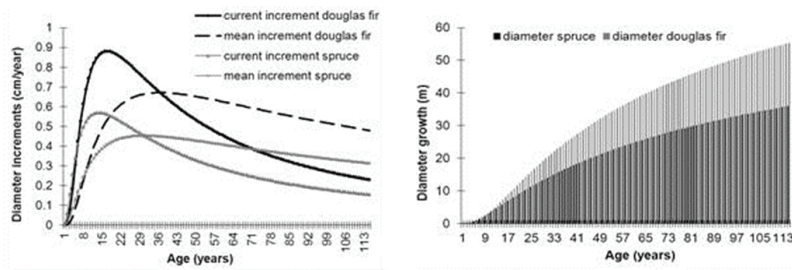 current increment douglas fir
mean increment douglas fir
current increment spruce
mean increment spruce
Diameter Increments (cm/year)
1
0.9
0.8
0.7
0.6
0.5
0.4
0.3
0.2
0.1
0
1 8 15 22 29 36 43 50 57 64 71 78 85 92 99 106 113
Age (years)
diameter spruce diameter douglas fir
Diameter growth (m)
60
50
40
30
20
10
0
1 9 17 25 33 41 49 57 65 73 81 89 97 105 113
Age (years)